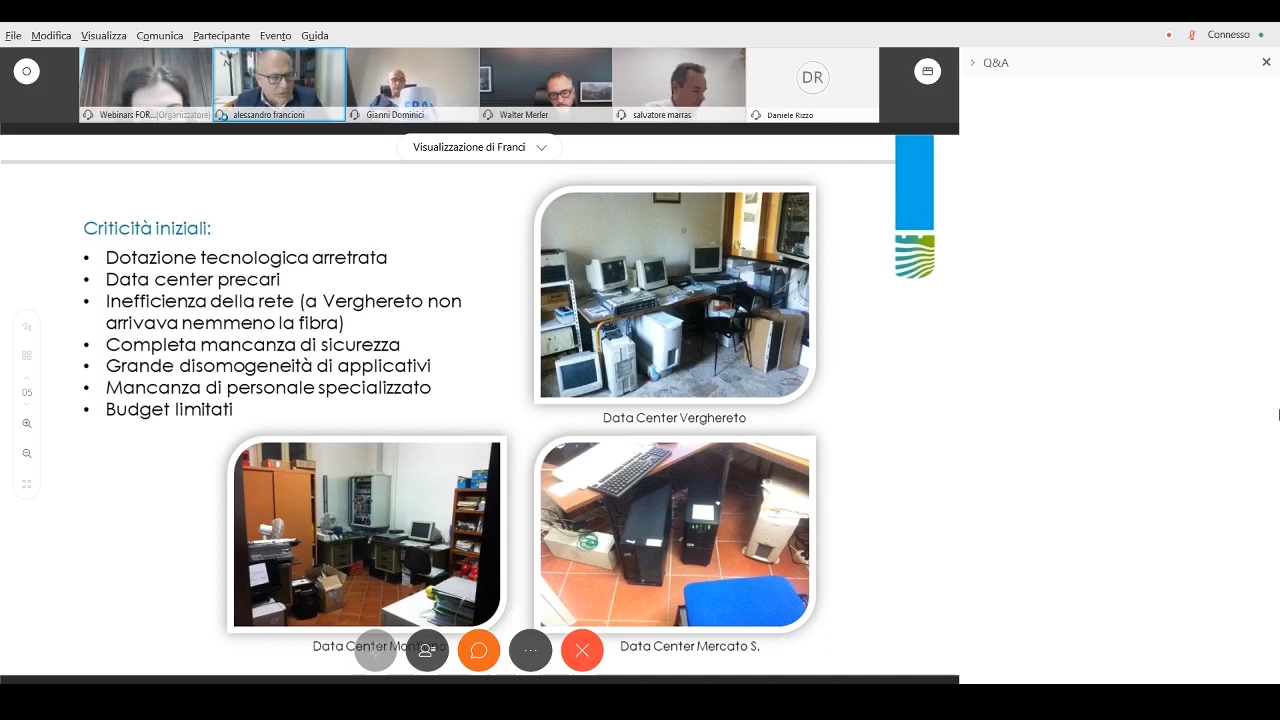 File Modifica Visualizza Comunica Partecipante Evento Guida
Connesso
Q&A
DR
Webinars FOR... (Organizzatore)
alessandro francioni
Gianni Dominici
Walter Merler
salvatore marras
Daniele Rizzo
Visualizzazione di Franci
Criticità iniziali:
• Dotazione tecnologica arretrata
• Data center precari
• Inefficienza della rete (a Verghereto non
arrivava nemmeno la fibra)
• Completa mancanza di sicurezza
• Grande disomogeneità di applicativi
• Mancanza di personale specializzato
• Budget limitati
05
Data Center Verghereto
Data Center
Data Center Mercato S.